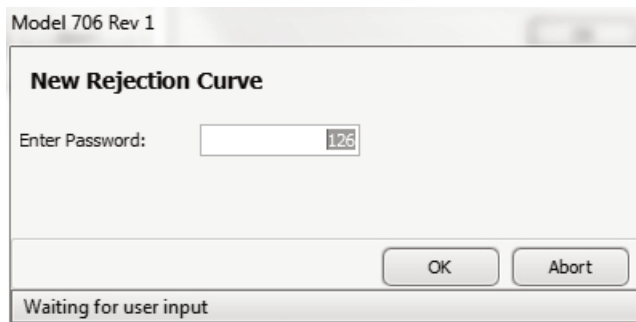 Model 706 Rev 1
New Rejection Curve
Enter Password: 126
OK Abort
Waiting for user input